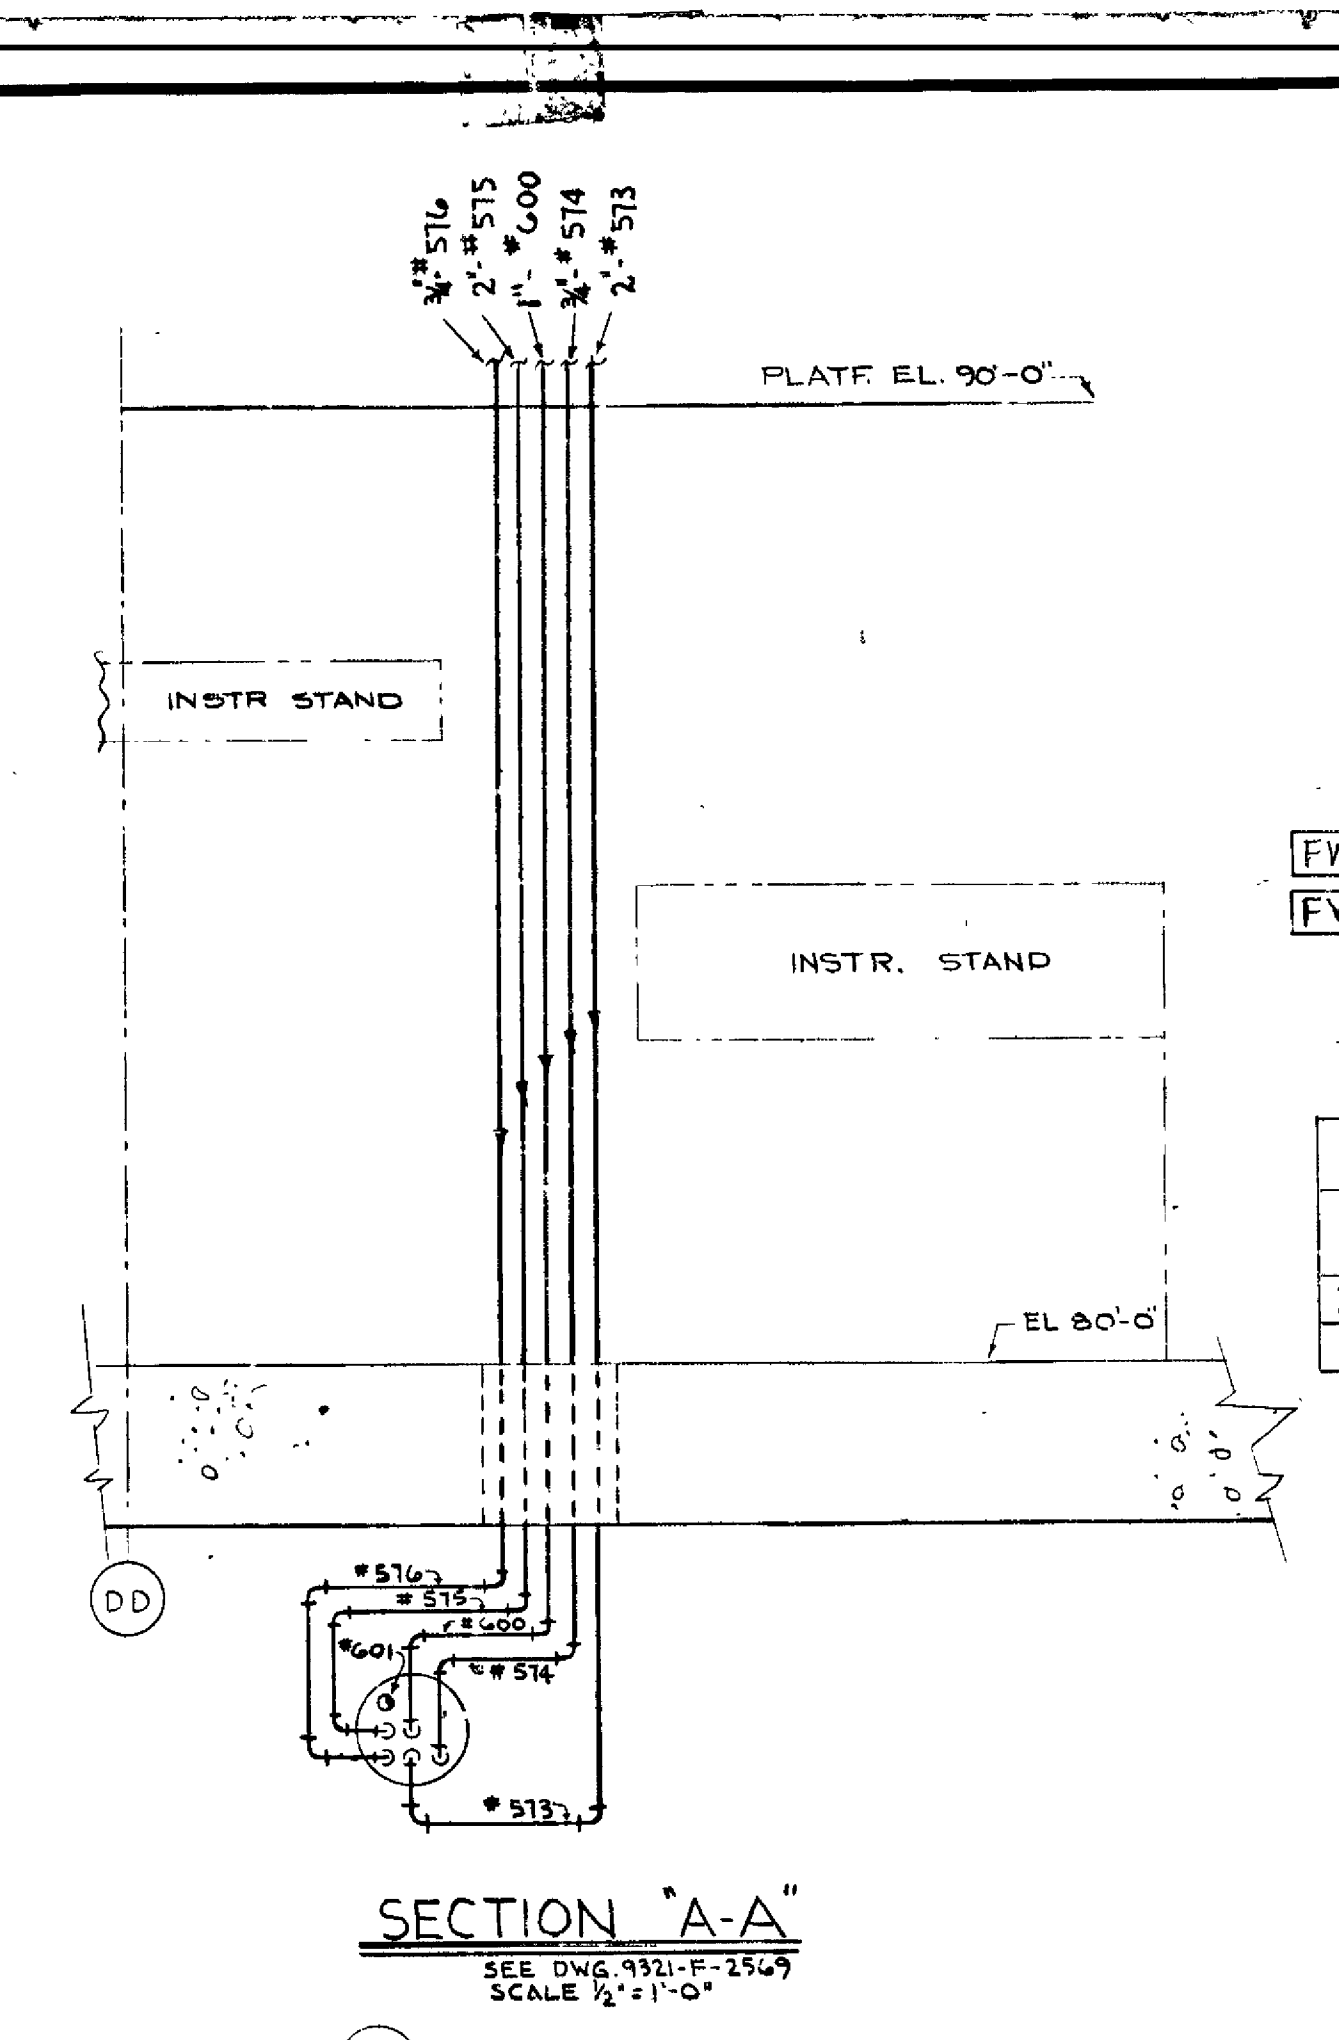 3/4"-#576
2"-#575
1"-#600
3/4"-#574
2"-#573
PLATF. EL. 90'-0"
INSTR STAND
INSTR. STAND
EL 80'-0"
DD
#576
#575
#600
#601
#574
#573
SECTION "A-A"
SEE DWG. 9321-F-2569
SCALE 1/2" = 1'-0"